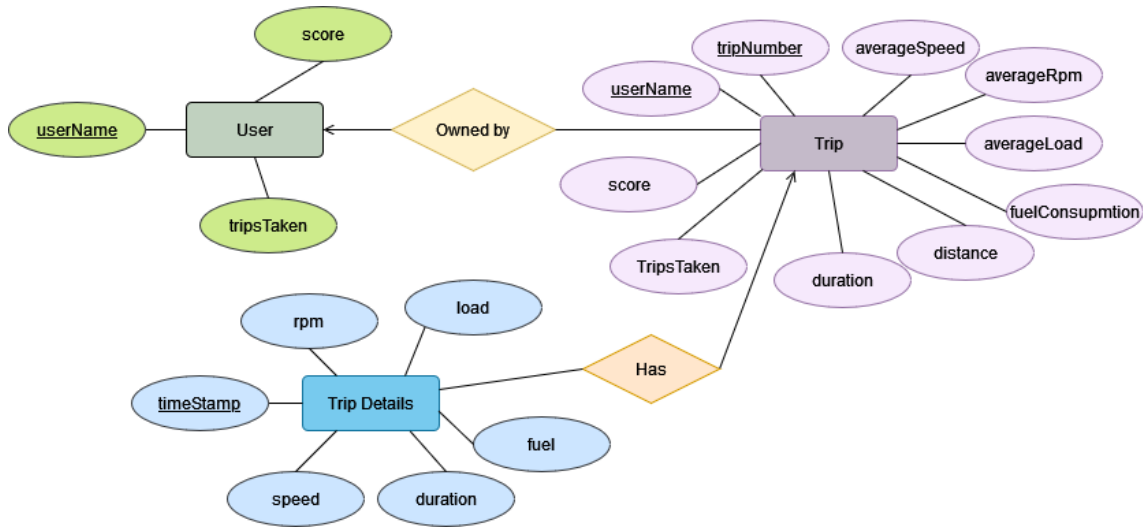 score
userName
User
tripsTaken
Owned by
tripNumber
averageSpeed
userName
averageRpm
Trip
averageLoad
score
fuelConsupmtion
TripsTaken
distance
duration
rpm
load
Has
timeStamp
Trip Details
fuel
speed
duration